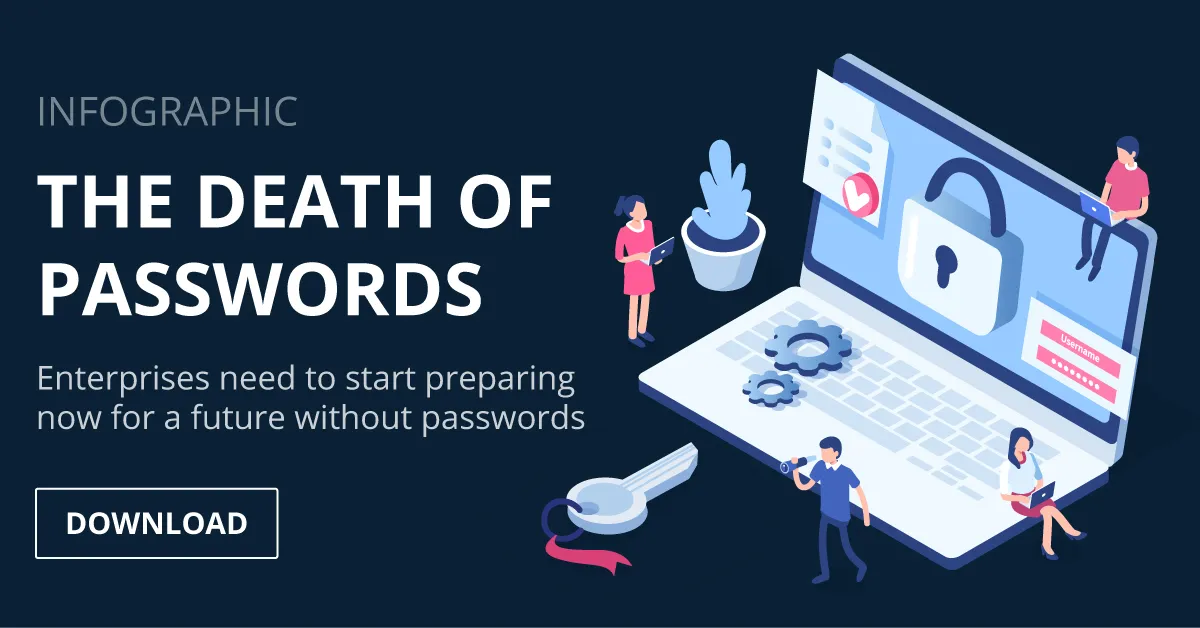 INFOGRAPHIC
THE DEATH OF
PASSWORDS
Enterprises need to start preparing
now for a future without passwords
DOWNLOAD
Username